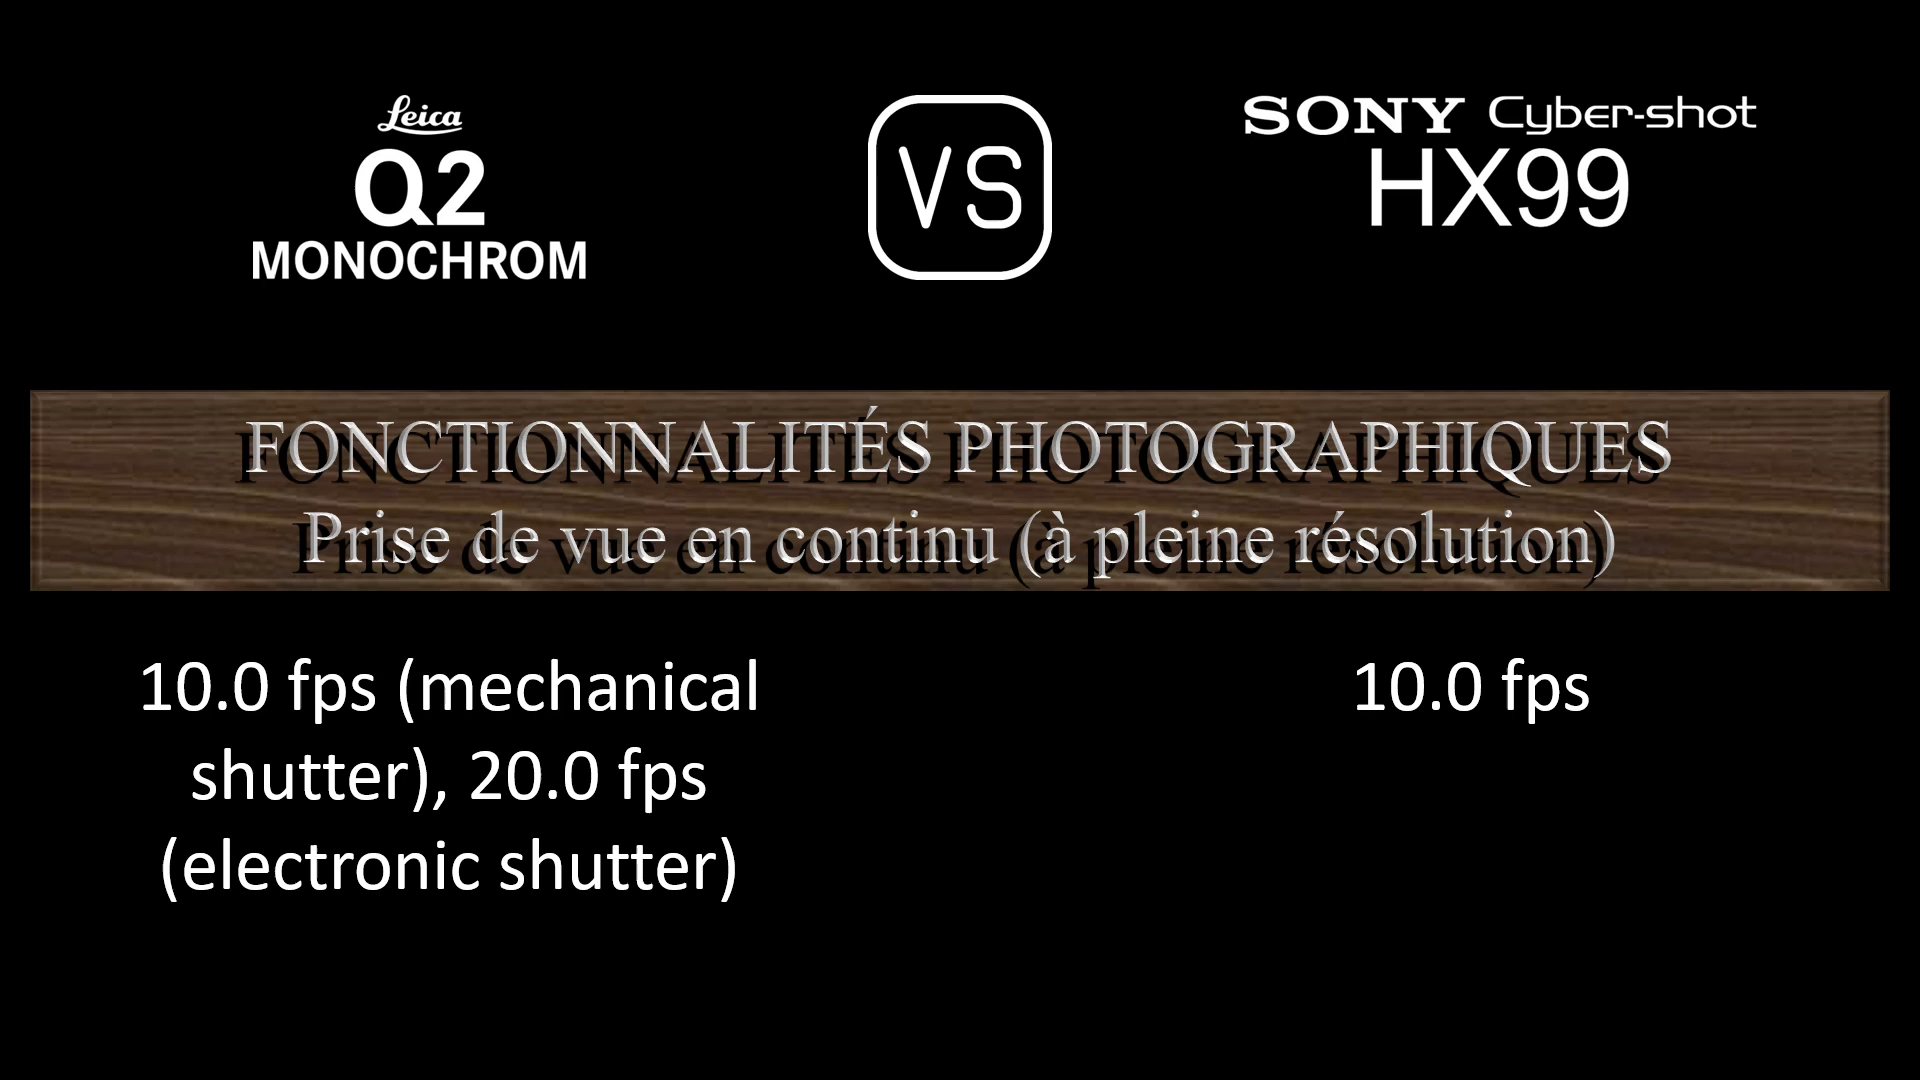 Leica
Q2
MONOCHROM
VS
SONY Cyber-shot
HX99
FONCTIONNALITÉS PHOTOGRAPHIQUES
Prise de vue en continu (à pleine résolution)
10.0 fps (mechanical
shutter), 20.0 fps
(electronic shutter)
10.0 fps